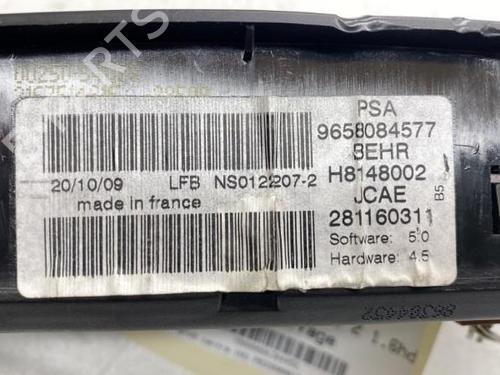 PARTS
PSA
9658084577
BEHR
20/10/09 LFB NS0122207-2 H8148002
JCAE
made in france
281160311
B5
Software: 5.0
Hardware: 4.5